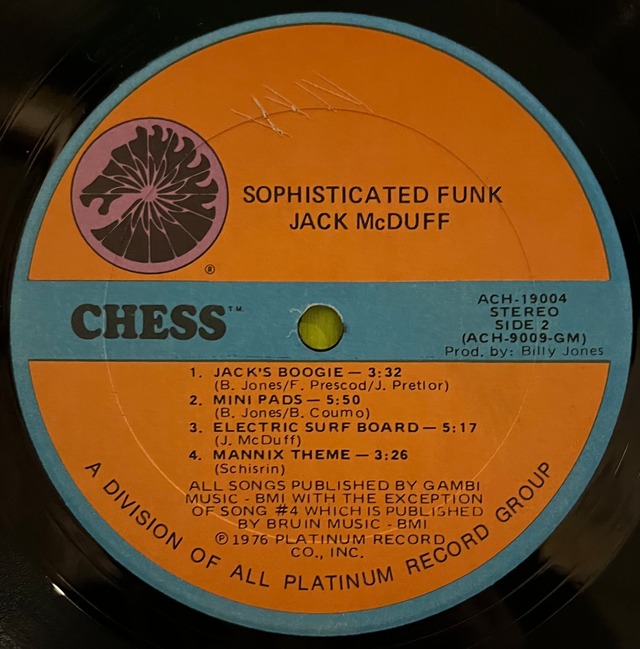 SOPHISTICATED FUNK
JACK McDUFF
®
CHESS™
ACH-19004
STEREO
SIDE 2
(ACH-9009-GM)
Prod. by: Billy Jones
1. JACK'S BOOGIE — 3:32
(B. Jones/F. Prescod/J. Pretlor)
2. MINI PADS — 5:50
(B. Jones/B. Coumo)
3. ELECTRIC SURF BOARD — 5:17
(J. McDuff)
4. MANNIX THEME — 3:26
(Schisrin)
ALL SONGS PUBLISHED BY GAMBI
MUSIC - BMI WITH THE EXCEPTION
OF SONG #4 WHICH IS PUBLISHED
BY BRUIN MUSIC - BMI
℗ 1976 PLATINUM RECORD
CO., INC.
A DIVISION OF ALL PLATINUM RECORD GROUP